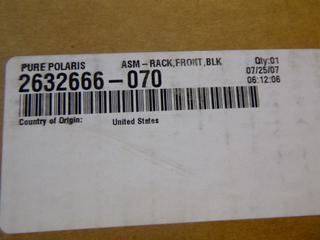 PURE POLARIS ASM-RACK,FRONT,BLK Qty:01
2632666-070 07/25/07
06:12:06
Country of Origin: United States